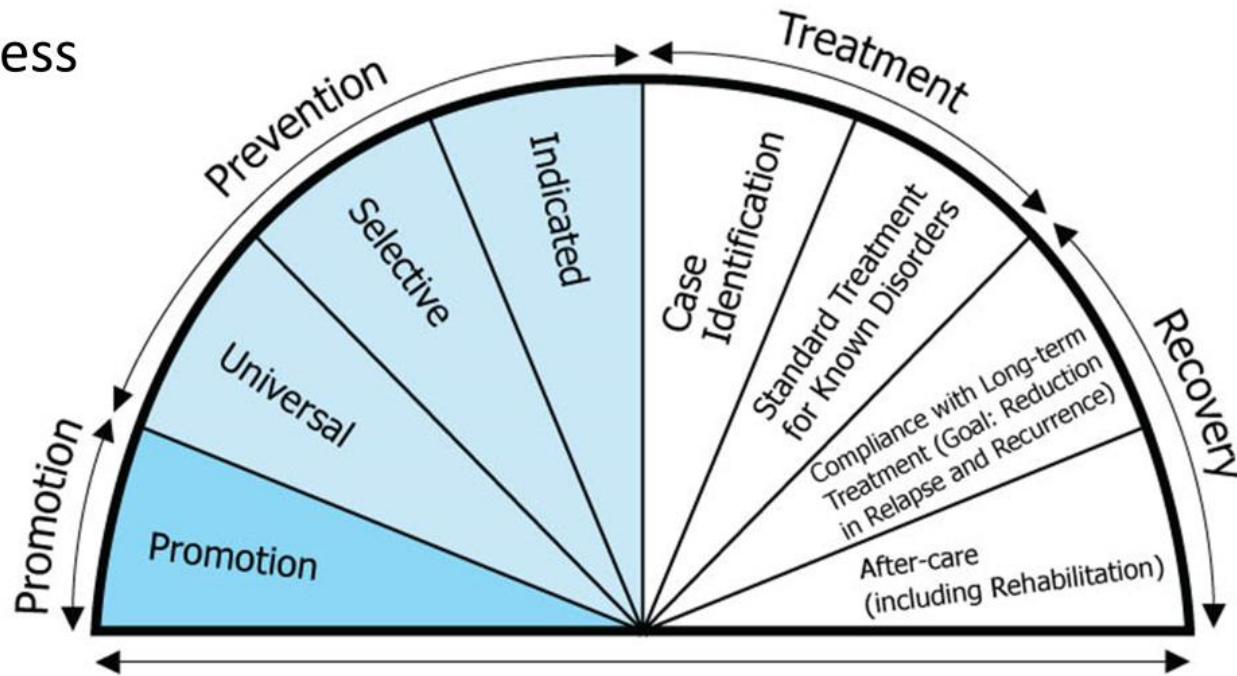 ess
Promotion
Prevention
Treatment
Recovery
Promotion
Universal
Selective
Indicated
Case
Identification
Standard Treatment
for Known Disorders
Compliance with Long-term
Treatment (Goal: Reduction
in Relapse and Recurrence)
After-care
(including Rehabilitation)